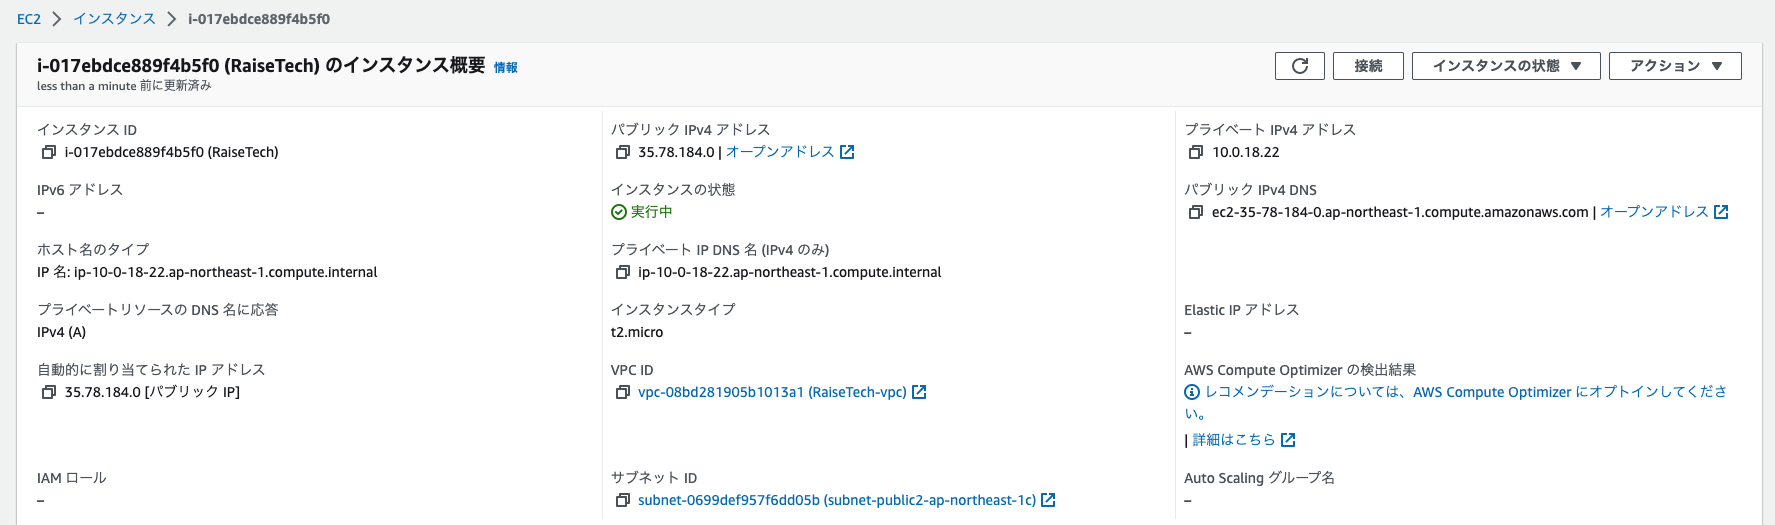 EC2 > インスタンス > i-017ebdce889f4b5f0
i-017ebdce889f4b5f0 (RaiseTech) のインスタンス概要 情報
less than a minute 前に更新済み
接続
インスタンスの状態 ▼
アクション ▼
インスタンス ID
i-017ebdce889f4b5f0 (RaiseTech)
パブリック IPv4 アドレス
35.78.184.0 | オープンアドレス
プライベート IPv4 アドレス
10.0.18.22
IPv6 アドレス
–
インスタンスの状態
実行中
パブリック IPv4 DNS
ec2-35-78-184-0.ap-northeast-1.compute.amazonaws.com | オープンアドレス
ホスト名のタイプ
IP 名: ip-10-0-18-22.ap-northeast-1.compute.internal
プライベート IP DNS 名 (IPv4 のみ)
ip-10-0-18-22.ap-northeast-1.compute.internal
プライベートリソースの DNS 名に応答
IPv4 (A)
インスタンスタイプ
t2.micro
Elastic IP アドレス
–
自動的に割り当てられた IP アドレス
35.78.184.0 [パブリック IP]
VPC ID
vpc-08bd281905b1013a1 (RaiseTech-vpc)
AWS Compute Optimizer の検出結果
レコメンデーションについては、AWS Compute Optimizer にオプトインしてくださ
い。
| 詳細はこちら
IAM ロール
–
サブネット ID
subnet-0699def957f6dd05b (subnet-public2-ap-northeast-1c)
Auto Scaling グループ名
–